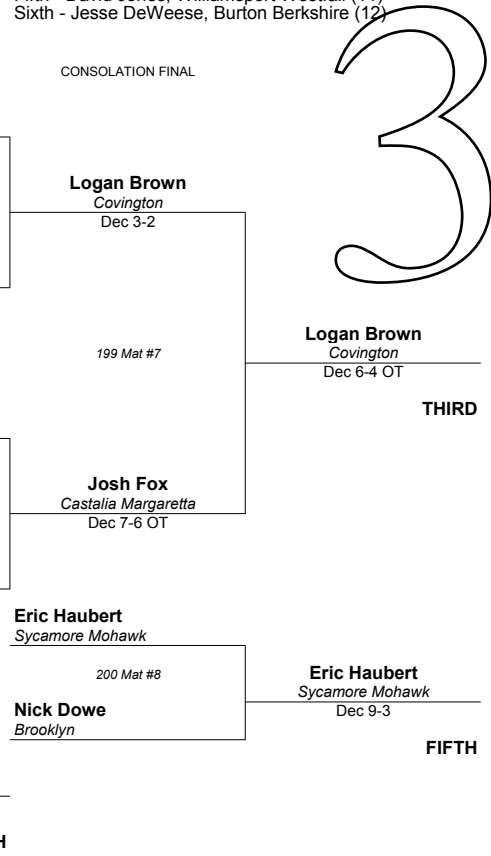 Sixth - Jesse DeWeese, Burton Berkshire (12)
3
CONSOLATION FINAL
Logan Brown
Covington
Dec 3-2
199 Mat #7
Logan Brown
Covington
Dec 6-4 OT
THIRD
Josh Fox
Castalia Margaretta
Dec 7-6 OT
Eric Haubert
Sycamore Mohawk
200 Mat #8
Nick Dowe
Brooklyn
Eric Haubert
Sycamore Mohawk
Dec 9-3
FIFTH
H